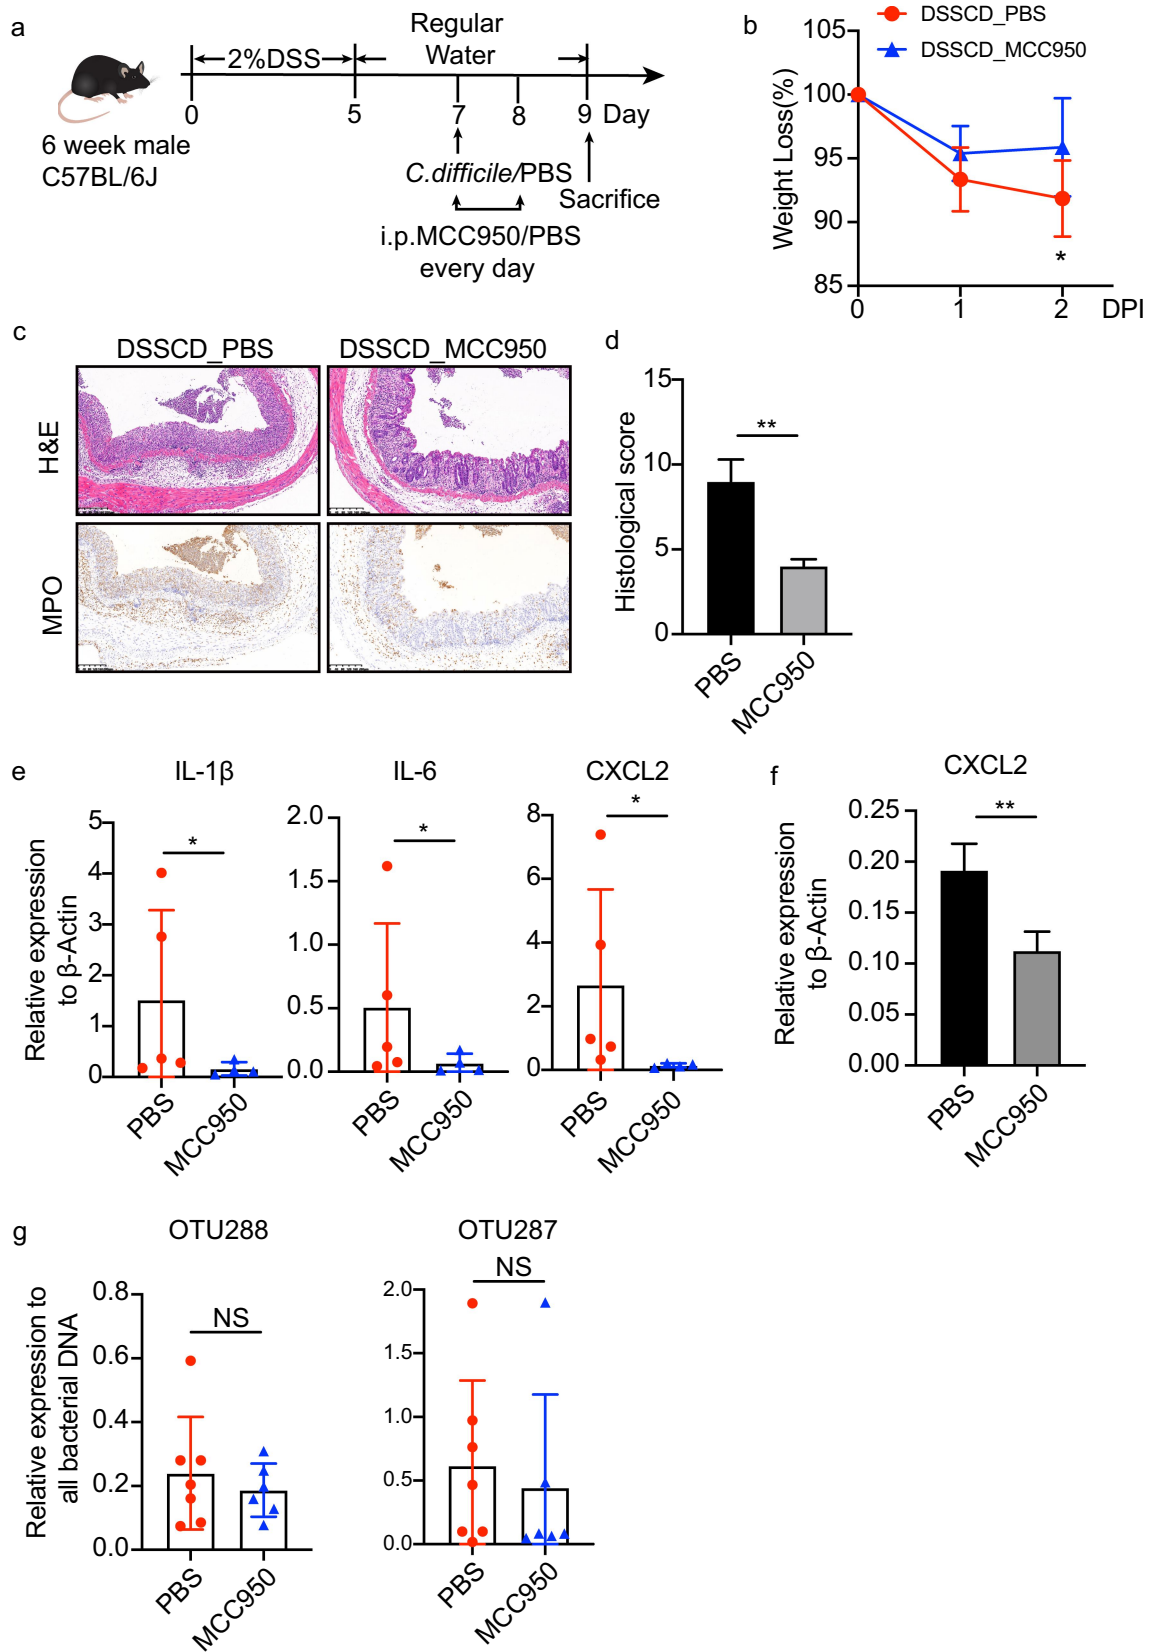 a
2%DSS
Regular
Water
0
5
7
8
9
Day
6 week male
C57BL/6J
C.difficile/PBS
Sacrifice
i.p.MCC950/PBS
every day
b
DSSCD_PBS
DSSCD_MCC950
Weight Loss(%)
105
100
95
90
85
*
0
1
2
DPI
c
DSSCD_PBS
DSSCD_MCC950
H&E
MPO
d
Histological score
15
10
5
0
**
PBS
MCC950
e
IL-1β
Relative expression
to β-Actin
5
4
3
2
1
0
*
PBS
MCC950
IL-6
2.0
1.5
1.0
0.5
0.0
*
PBS
MCC950
CXCL2
8
6
4
2
0
*
PBS
MCC950
f
CXCL2
Relative expression
to β-Actin
0.25
0.20
0.15
0.10
0.05
0.00
**
PBS
MCC950
g
OTU288
Relative expression to
all bacterial DNA
0.8
0.6
0.4
0.2
0.0
NS
PBS
MCC950
OTU287
2.0
1.5
1.0
0.5
0.0
NS
PBS
MCC950